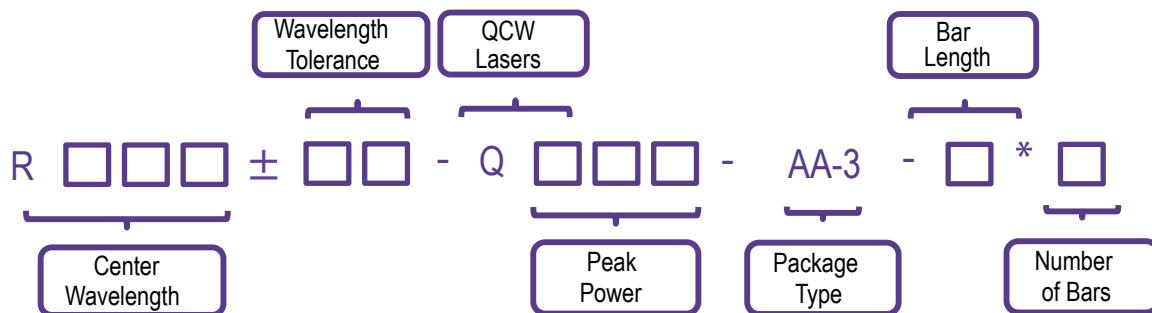 Wavelength
Tolerance
QCW
Lasers
Bar
Length
R □□□ ± □□ - Q □□□ - AA-3 - □ * □
Center
Wavelength
Peak
Power
Package
Type
Number
of Bars